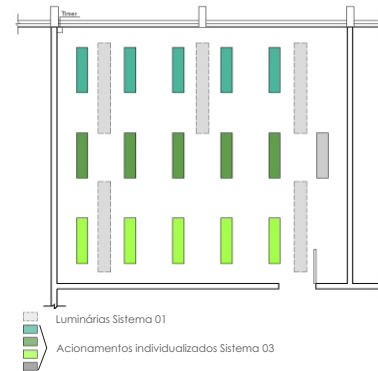 Timer
Luminárias Sistema 01
Acionamentos individualizados Sistema 03